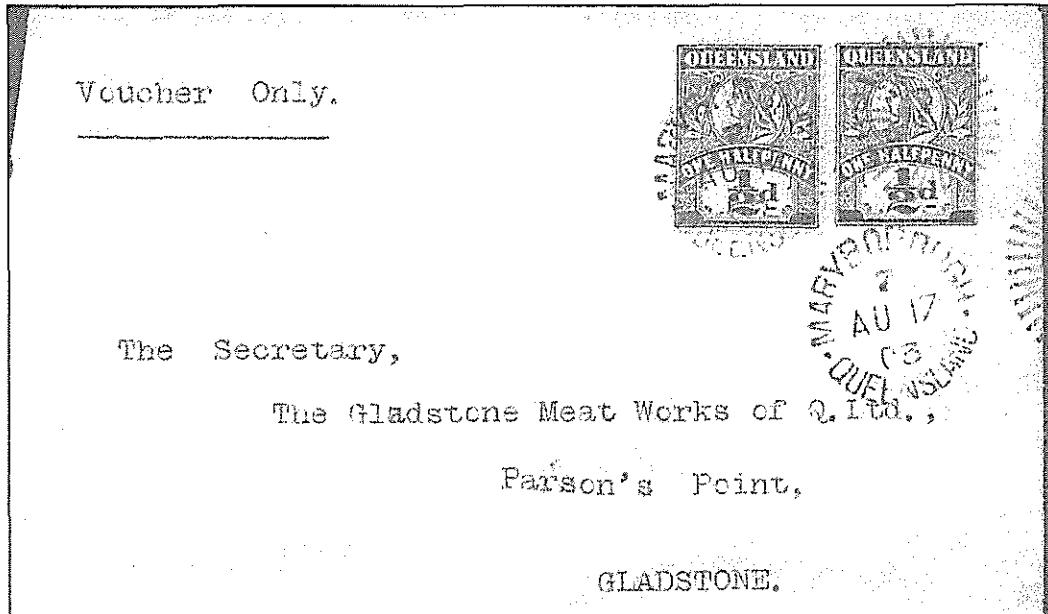 Voucher Only.
QUEENSLAND
ONE HALFPENNY
½d
QUEENSLAND
ONE HALFPENNY
½d
MARYBOROUGH
7
AU 17
03
QUEENSLAND
The Secretary,
The Gladstone Meat Works of Q.Ltd.,
Parson's Point,
GLADSTONE.